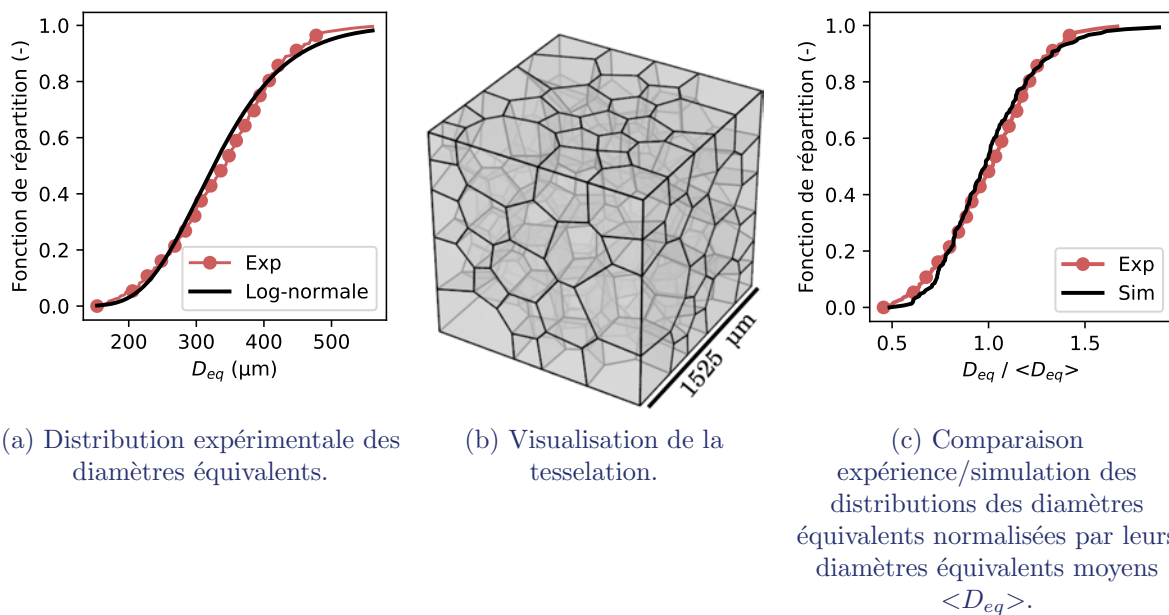 1.0
0.8
0.6
0.4
0.2
0.0
Fonction de répartition (-)
Exp
Log-normale
200 300 400 500
D_eq (µm)
1525 µm
1.0
0.8
0.6
0.4
0.2
0.0
Fonction de répartition (-)
Exp
Sim
0.5 1.0 1.5
D_eq / <D_eq>
(a) Distribution expérimentale des
diamètres équivalents.
(b) Visualisation de la
tesselation.
(c) Comparaison
expérience/simulation des
distributions des diamètres
équivalents normalisées par leurs
diamètres équivalents moyens
<D_eq>.